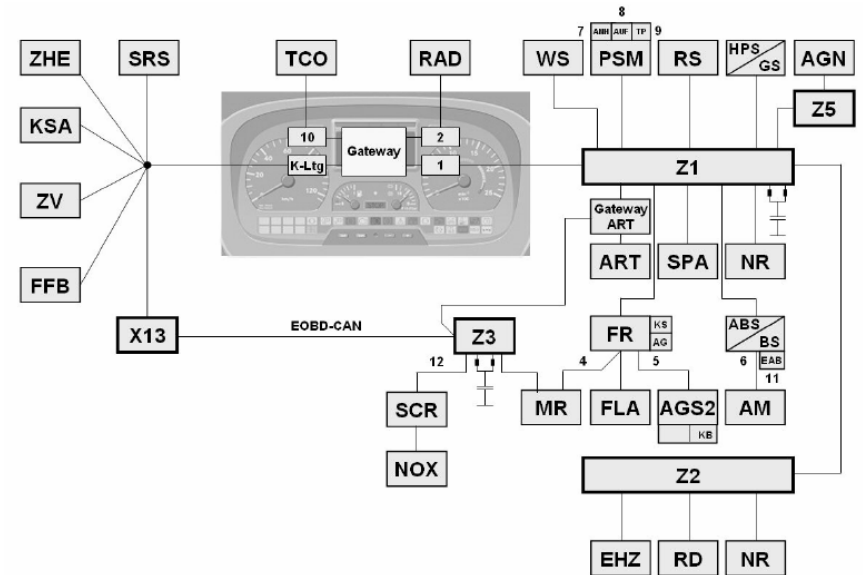 8
7 ANH AUF TP 9
ZHE SRS TCO RAD WS PSM RS HPS GS AGN
KSA 10 Gateway 2 Z5
K-Ltg 1 Z1
ZV Gateway ART
ART SPA NR
FFB
X13 EOBD-CAN Z3 FR KS AG ABS BS
12 4 5 6 EAB
11
SCR MR FLA AGS2 AM
KB
NOX Z2
EHZ RD NR